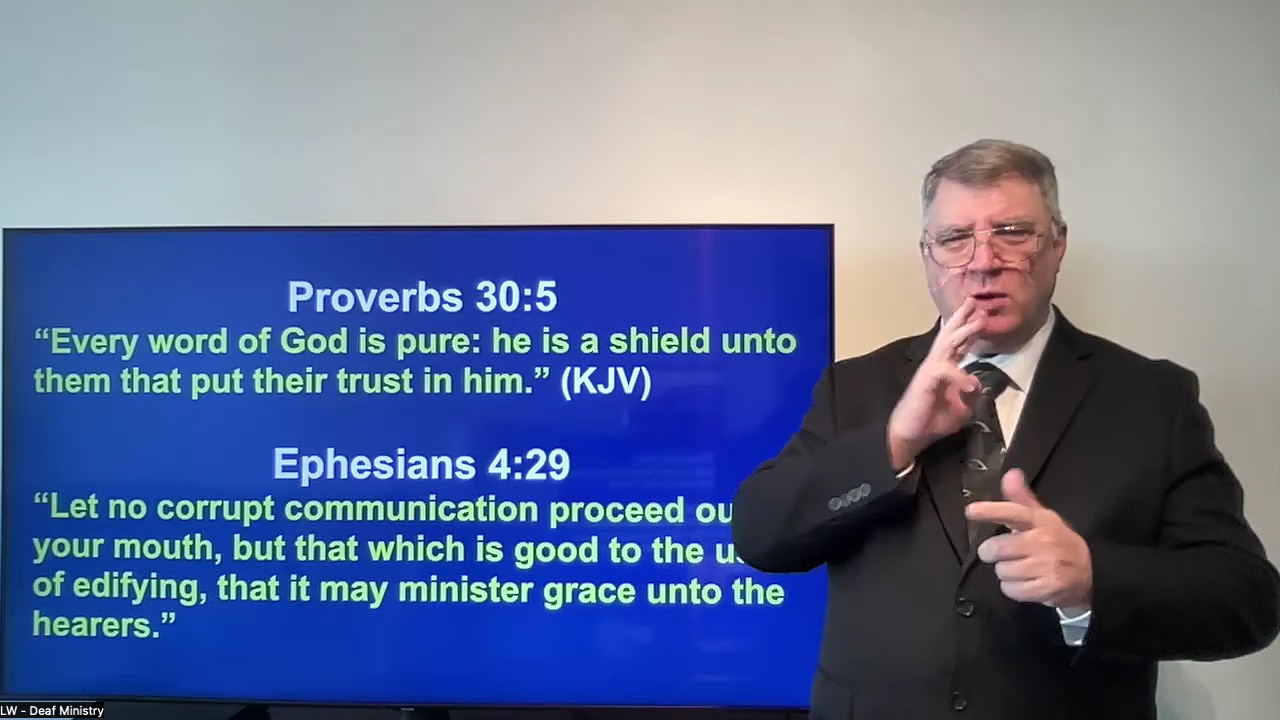 Proverbs 30:5
“Every word of God is pure: he is a shield unto
them that put their trust in him.” (KJV)
Ephesians 4:29
“Let no corrupt communication proceed
your mouth, but that which is good to the
of edifying, that it may minister grace unto the
hearers.”
LW - Deaf Ministry